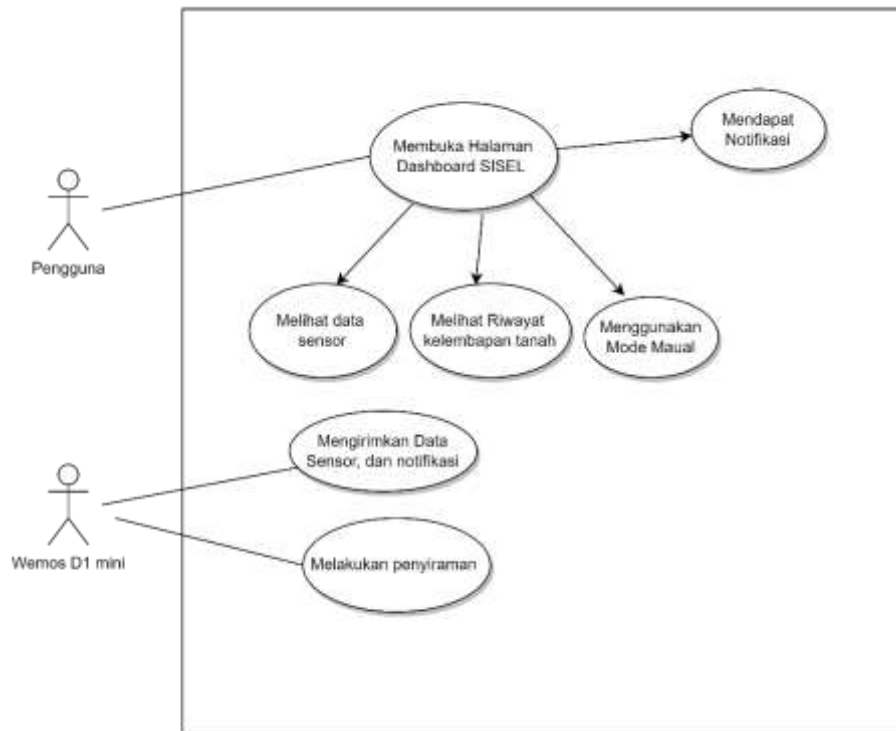 Membuka Halaman
Dashboard SISEL
Mendapat
Notifikasi
Pengguna
Melihat data
sensor
Melihat Riwayat
kelembapan tanah
Menggunakan
Mode Maual
Mengirimkan Data
Sensor, dan notifikasi
Wemos D1 mini
Melakukan penyiraman